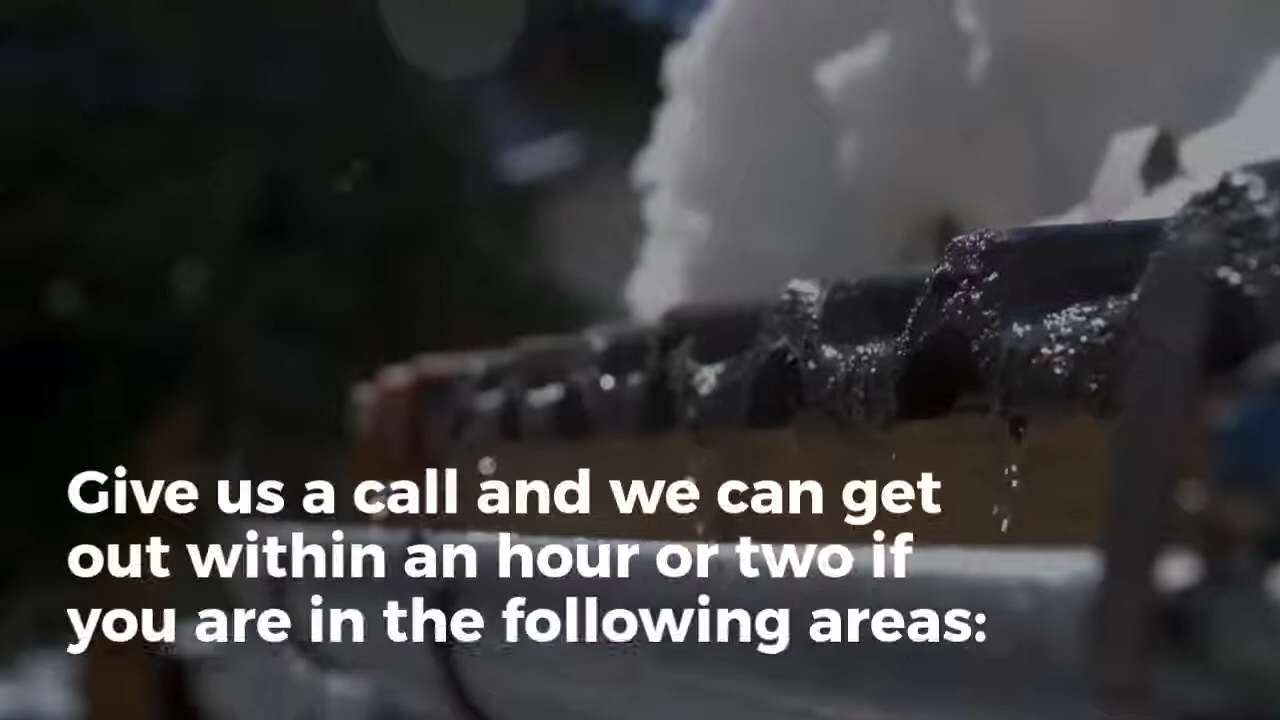 Give us a call and we can get
out within an hour or two if
you are in the following areas: